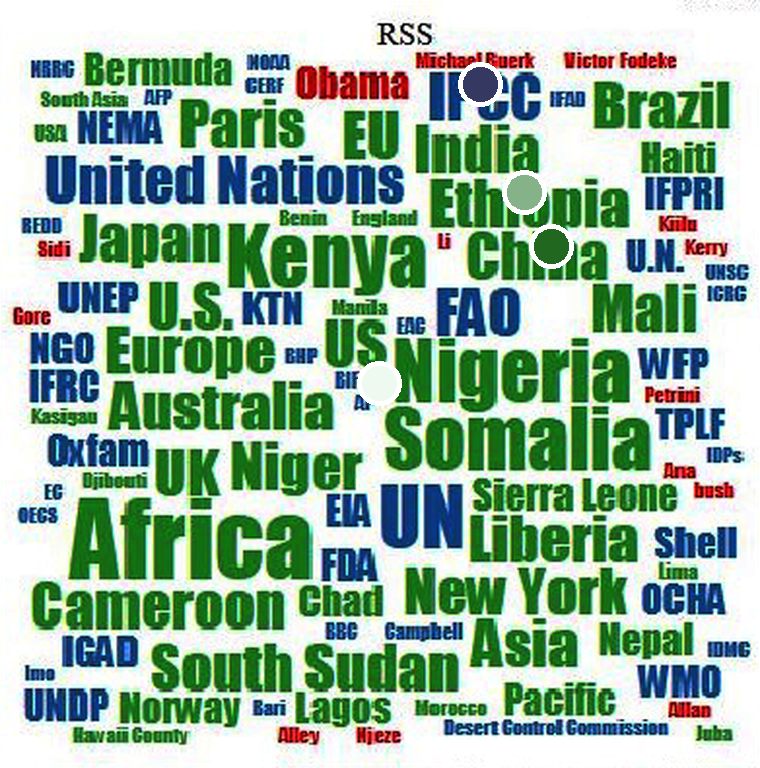 RSS
NRRC Bermuda NOAA CERF Obama Michael Buerk Victor Fodeke
South Asia AFP IFAD Brazil
USA NEMA Paris EU India Haiti
United Nations Ethiopia IFPRI
REDD Benin England Kiilu
Sidi Japan Kenya Li China U.N. Kerry
UNSC
Gore UNEP U.S. KTN Manila FAO Mali ICRC
NGO Europe BHP US EAC Nigeria WFP
IFRC Australia Petrini
Kasigau Somalia TPLF
Oxfam UK Niger IDPs
Djibouti Ana
EC Sierra Leone bush
OECS Africa EIA UN Liberia Shell
FDA Lima
Cameroon Chad New York OCHA
BBC Campbell
IGAD Asia Nepal IDMC
Imo South Sudan WMO
UNDP Norway Bari Lagos Morocco Pacific Allan
Hawaii County Alley Njeze Desert Control Commission Juba